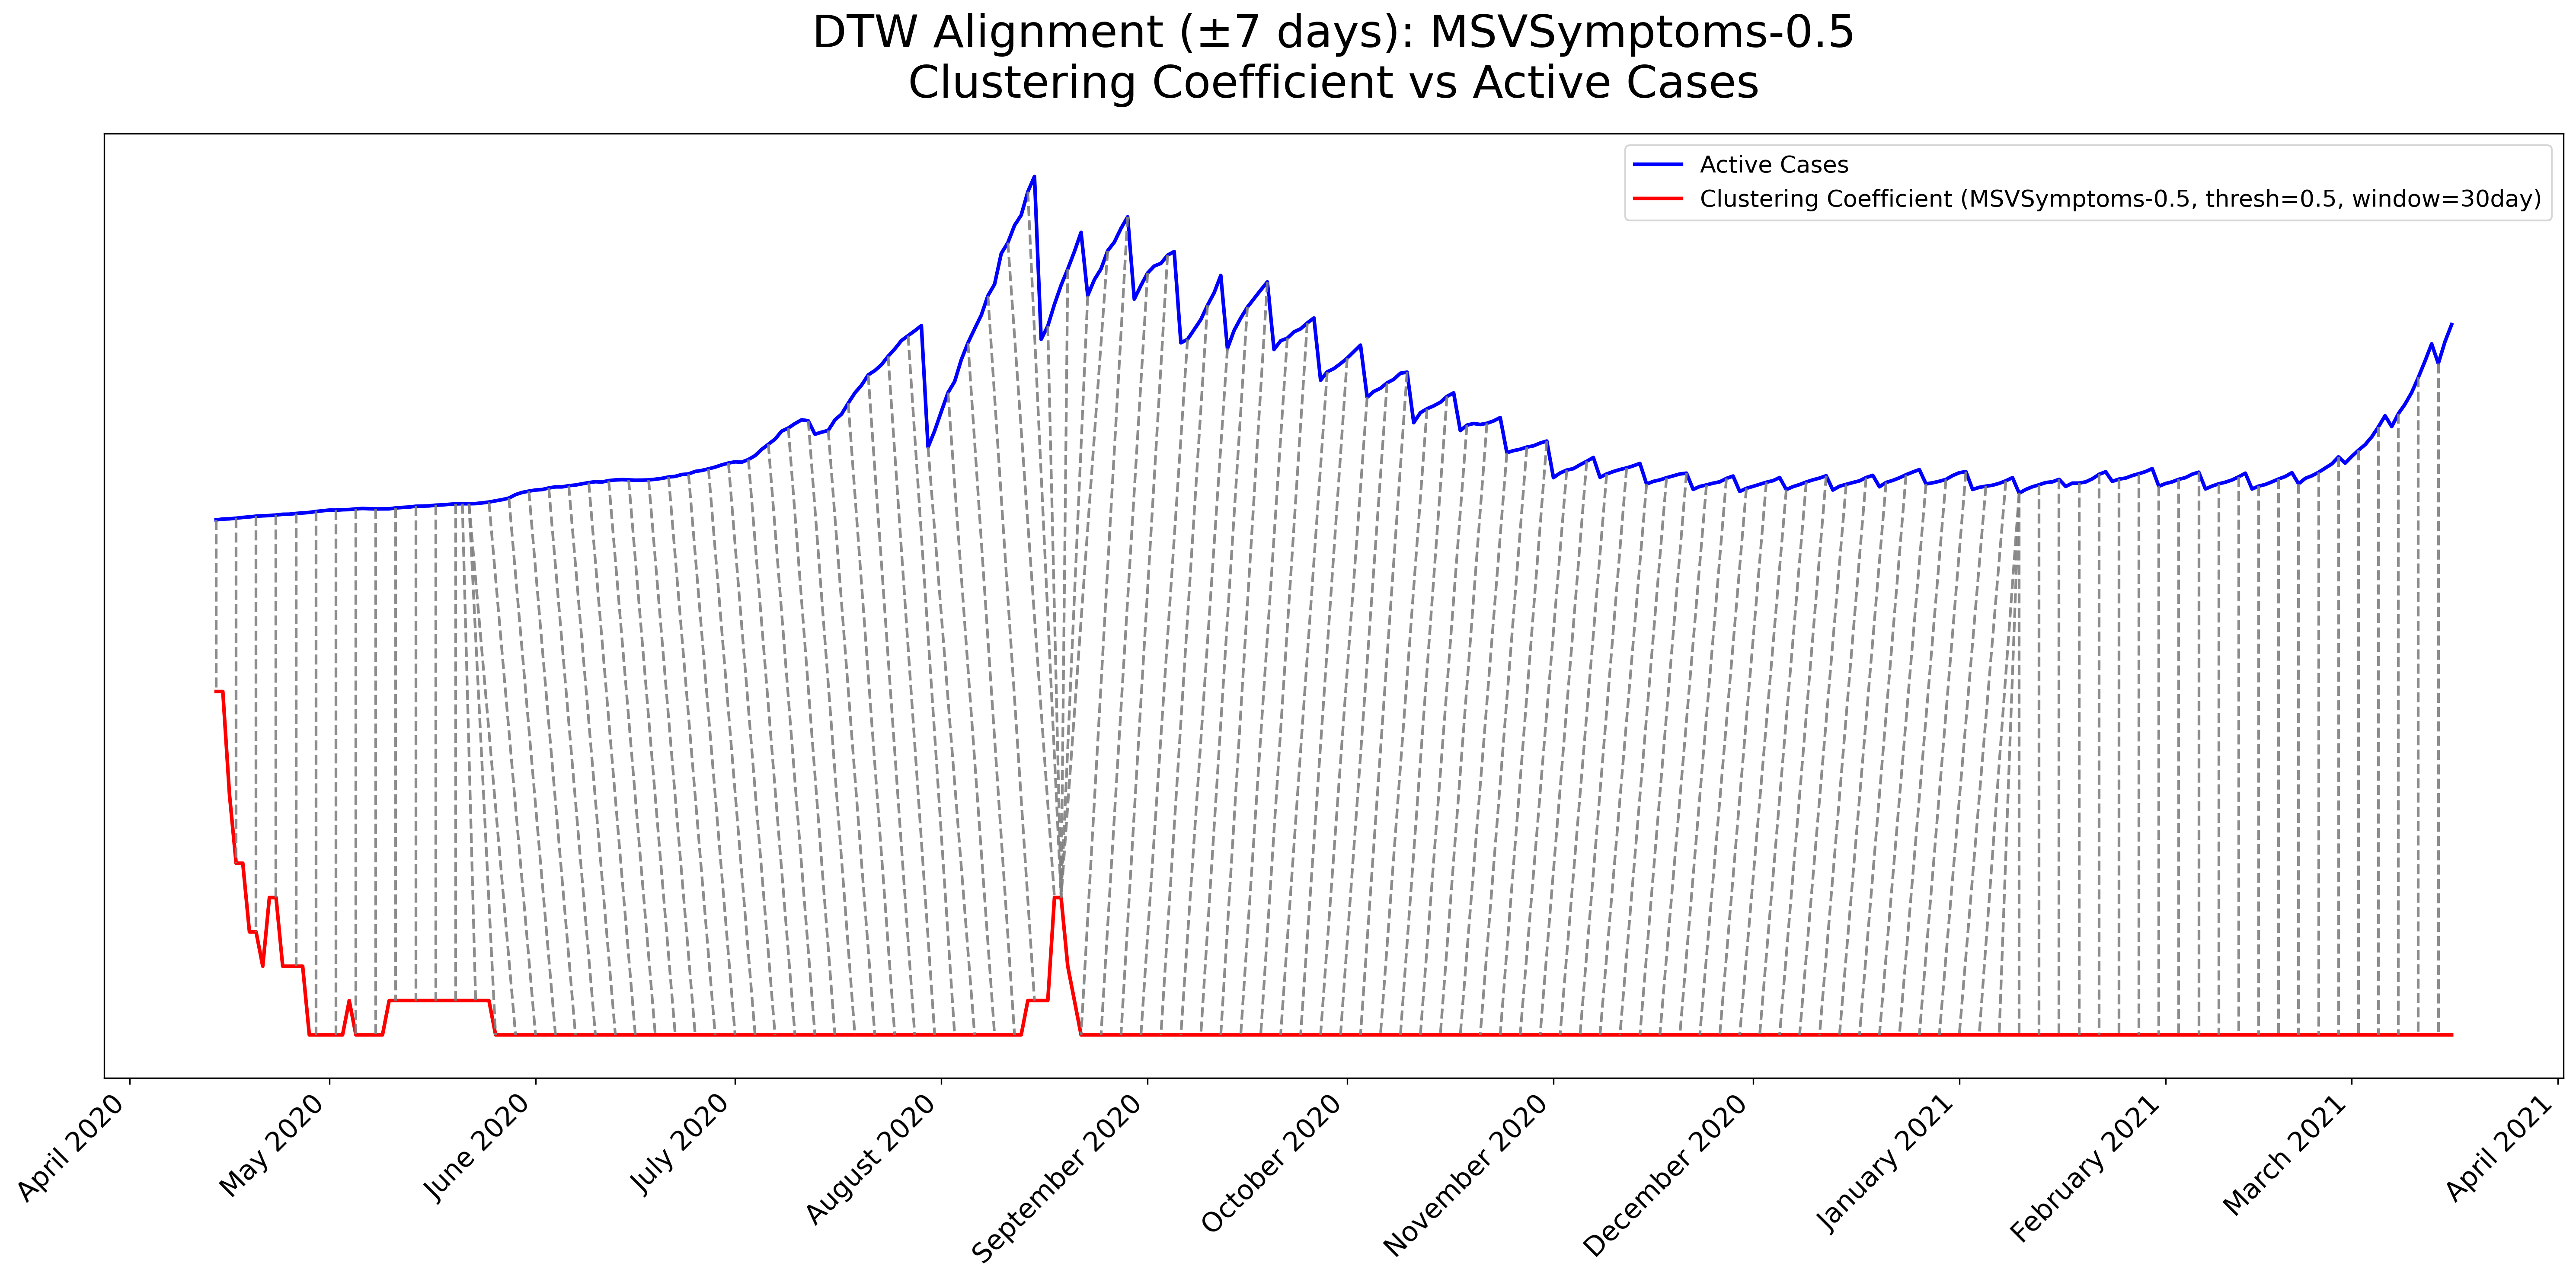 DTW Alignment (±7 days): MSVSymptoms-0.5
Clustering Coefficient vs Active Cases
Active Cases
Clustering Coefficient (MSVSymptoms-0.5, thresh=0.5, window=30day)
April 2020
May 2020
June 2020
July 2020
August 2020
September 2020
October 2020
November 2020
December 2020
January 2021
February 2021
March 2021
April 2021